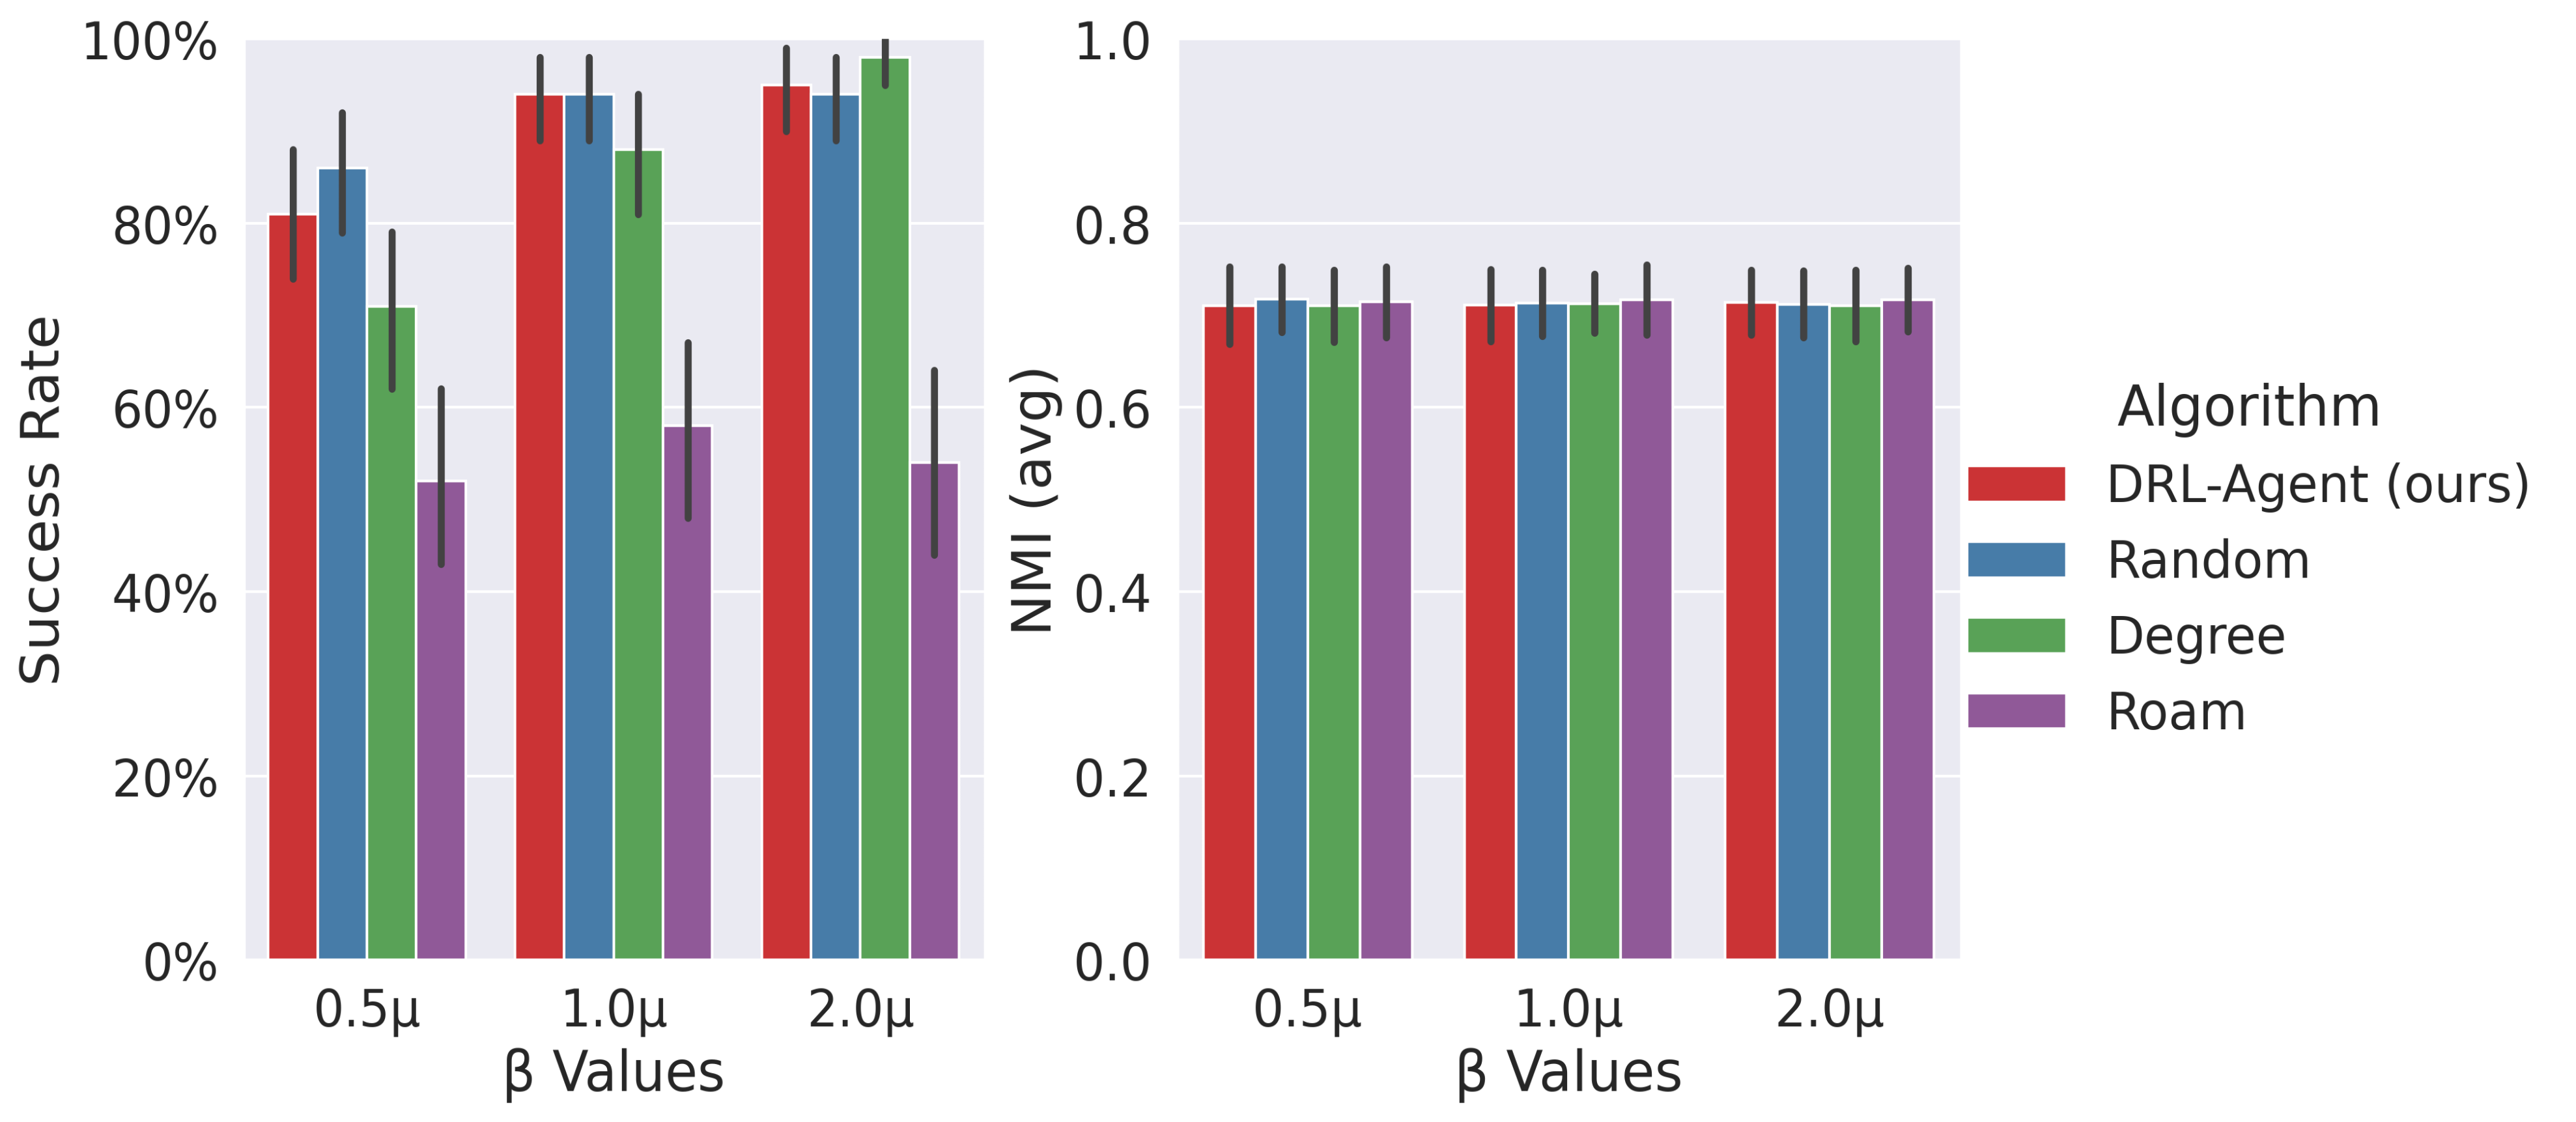 100%
80%
60%
40%
20%
0%
Success Rate
0.5μ 1.0μ 2.0μ
β Values
1.0
0.8
0.6
0.4
0.2
0.0
NMI (avg)
0.5μ 1.0μ 2.0μ
β Values
Algorithm
DRL-Agent (ours)
Random
Degree
Roam